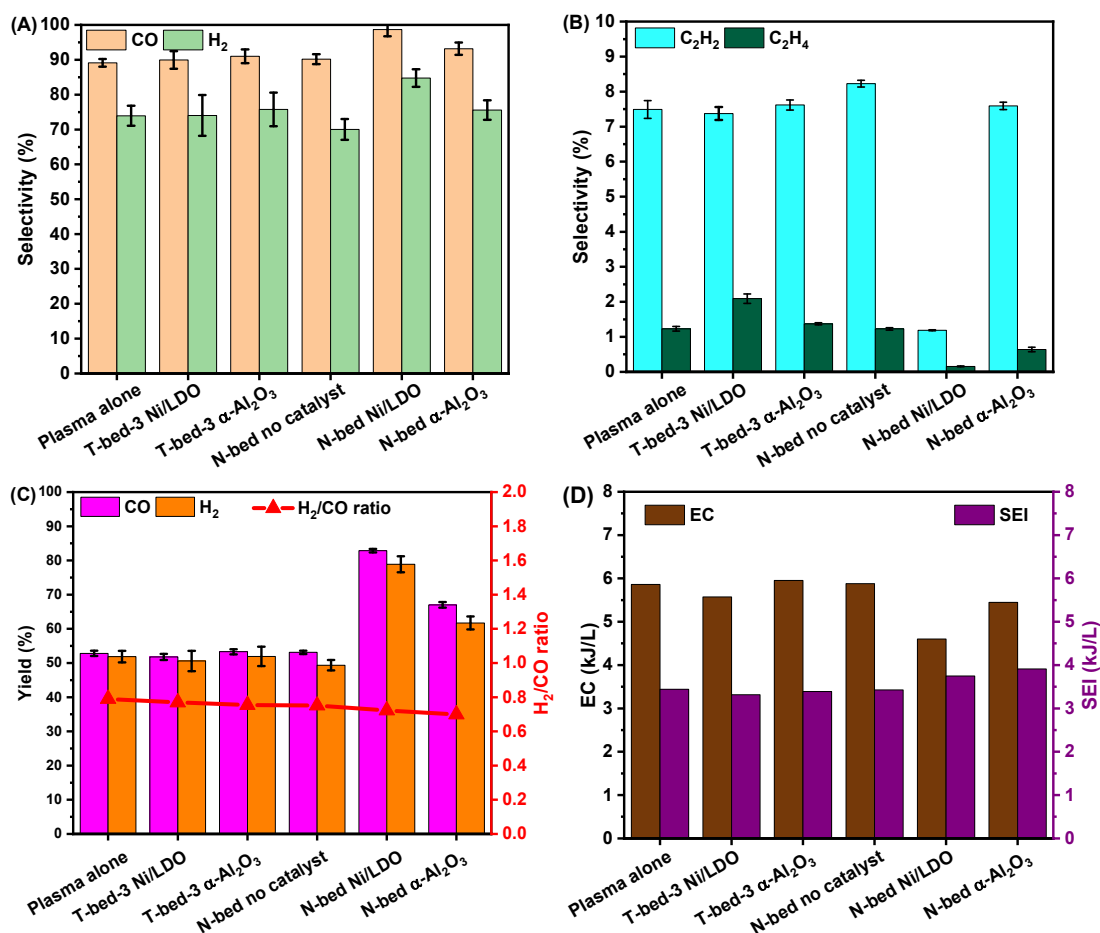 (A)
CO
H₂
Selectivity (%)
100
90
80
70
60
50
40
30
20
10
0
Plasma alone
T-bed-3 Ni/LDO
T-bed-3 α-Al₂O₃
N-bed no catalyst
N-bed Ni/LDO
N-bed α-Al₂O₃
(B)
C₂H₂
C₂H₄
Selectivity (%)
10
9
8
7
6
5
4
3
2
1
0
Plasma alone
T-bed-3 Ni/LDO
T-bed-3 α-Al₂O₃
N-bed no catalyst
N-bed Ni/LDO
N-bed α-Al₂O₃
(C)
CO
H₂
H₂/CO ratio
Yield (%)
100
90
80
70
60
50
40
30
20
10
0
H₂/CO ratio
2.0
1.8
1.6
1.4
1.2
1.0
0.8
0.6
0.4
0.2
0.0
Plasma alone
T-bed-3 Ni/LDO
T-bed-3 α-Al₂O₃
N-bed no catalyst
N-bed Ni/LDO
N-bed α-Al₂O₃
(D)
EC
SEI
EC (kJ/L)
8
7
6
5
4
3
2
1
0
SEI (kJ/L)
8
7
6
5
4
3
2
1
0
Plasma alone
T-bed-3 Ni/LDO
T-bed-3 α-Al₂O₃
N-bed no catalyst
N-bed Ni/LDO
N-bed α-Al₂O₃